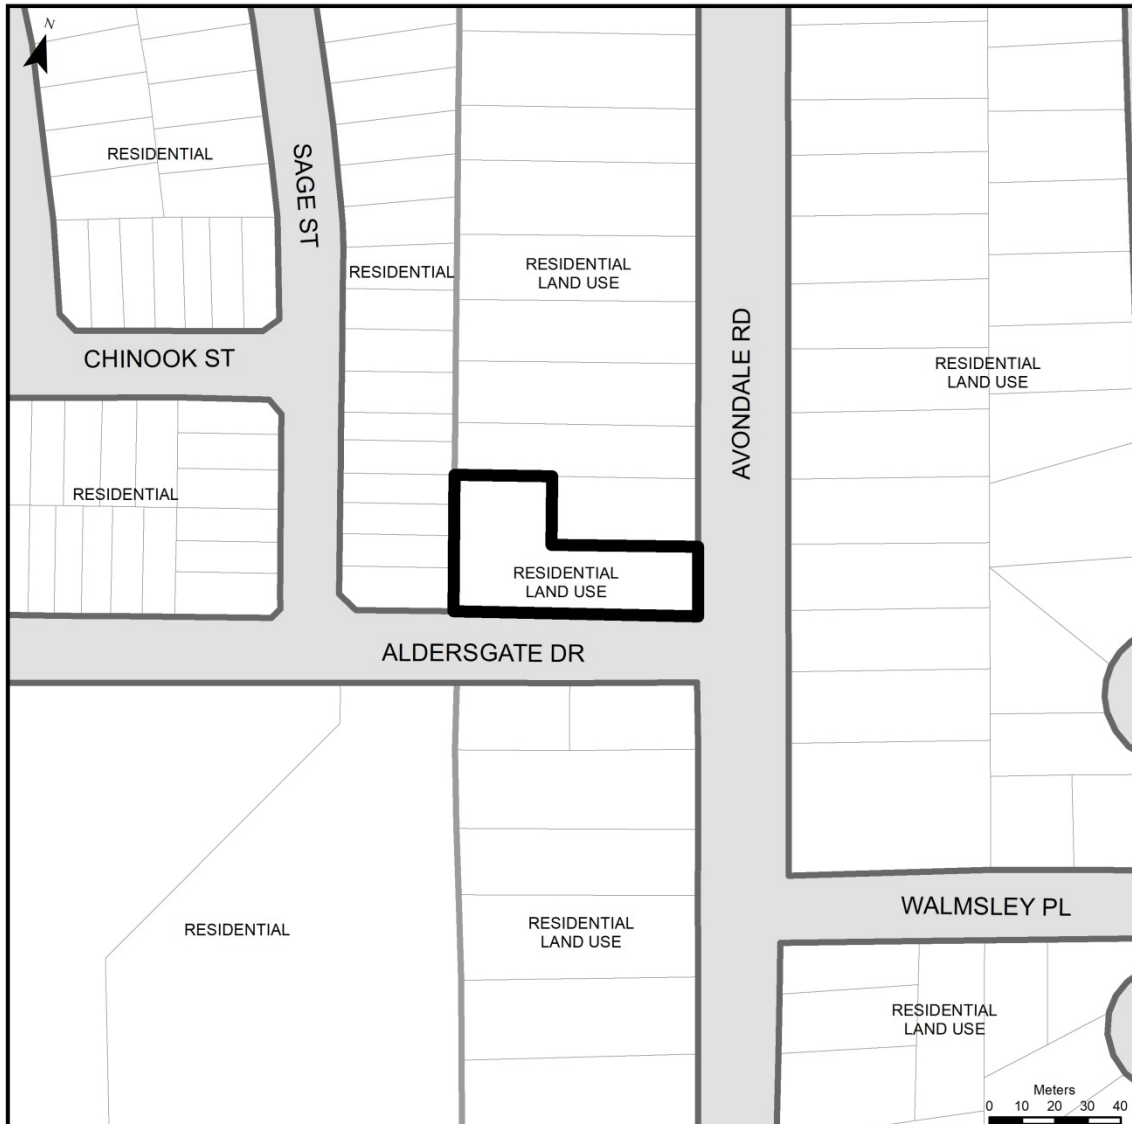 N
RESIDENTIAL
SAGE ST
RESIDENTIAL
RESIDENTIAL
LAND USE
CHINOOK ST
AVONDALE RD
RESIDENTIAL
LAND USE
RESIDENTIAL
RESIDENTIAL
LAND USE
ALDERSGATE DR
RESIDENTIAL
RESIDENTIAL
LAND USE
WALMSLEY PL
RESIDENTIAL
LAND USE
Meters
0 10 20 30 40